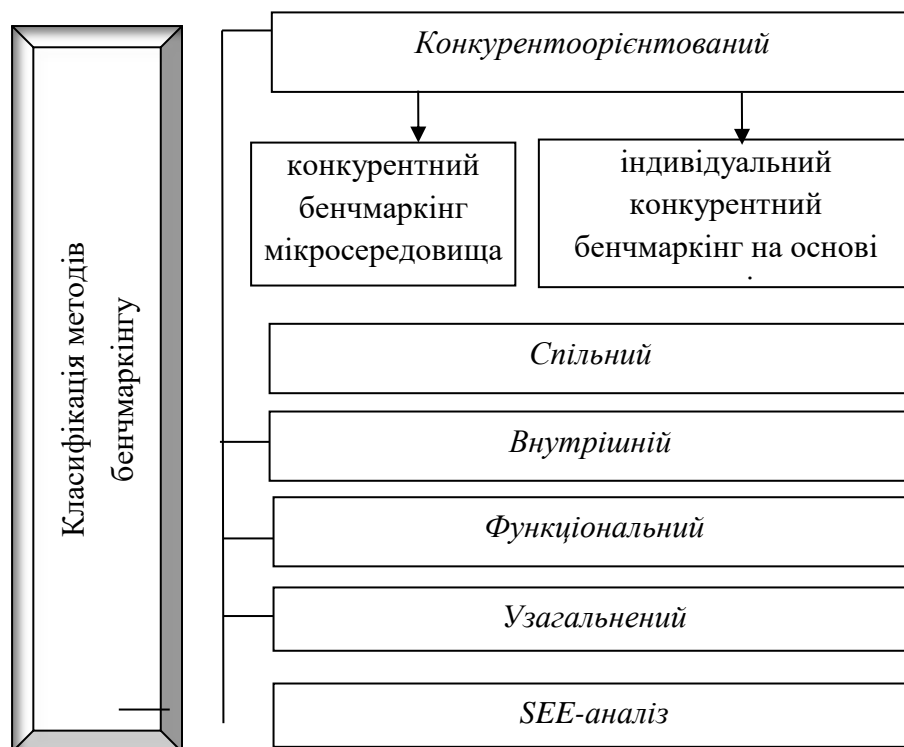 Класифікація методів
бенчмаркінгу
Конкурентоорієнтований
конкурентний
бенчмаркінг
мікросередовища
індивідуальний
конкурентний
бенчмаркінг на основі
Спільний
Внутрішній
Функціональний
Узагальнений
SEE-аналіз